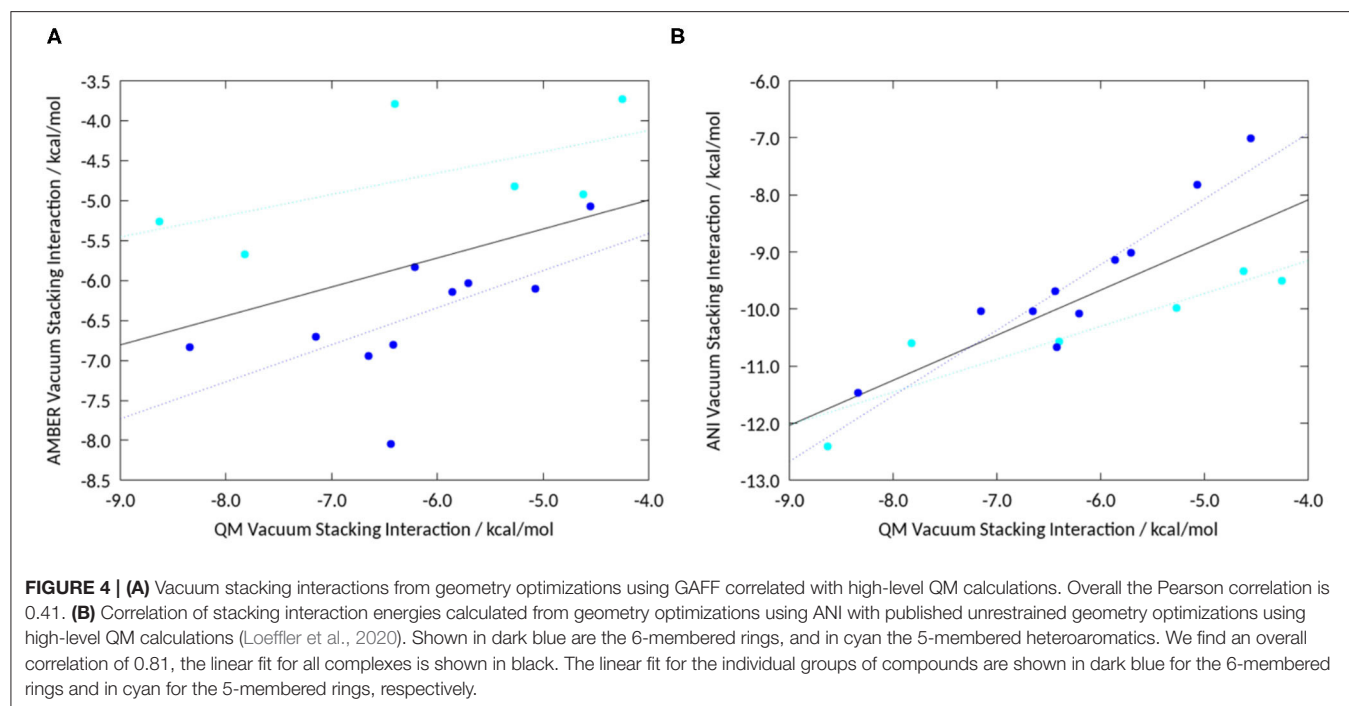 A
B
-3.5
-4.0
-4.5
-5.0
-5.5
-6.0
-6.5
-7.0
-7.5
-8.0
-8.5
AMBER Vacuum Stacking Interaction / kcal/mol
-9.0 -8.0 -7.0 -6.0 -5.0 -4.0
QM Vacuum Stacking Interaction / kcal/mol
-6.0
-7.0
-8.0
-9.0
-10.0
-11.0
-12.0
-13.0
ANI Vacuum Stacking Interaction / kcal/mol
-9.0 -8.0 -7.0 -6.0 -5.0 -4.0
QM Vacuum Stacking Interaction / kcal/mol
FIGURE 4 | (A) Vacuum stacking interactions from geometry optimizations using GAFF correlated with high-level QM calculations. Overall the Pearson correlation is
0.41. (B) Correlation of stacking interaction energies calculated from geometry optimizations using ANI with published unrestrained geometry optimizations using
high-level QM calculations (Loeffler et al., 2020). Shown in dark blue are the 6-membered rings, and in cyan the 5-membered heteroaromatics. We find an overall
correlation of 0.81, the linear fit for all complexes is shown in black. The linear fit for the individual groups of compounds are shown in dark blue for the 6-membered
rings and in cyan for the 5-membered rings, respectively.